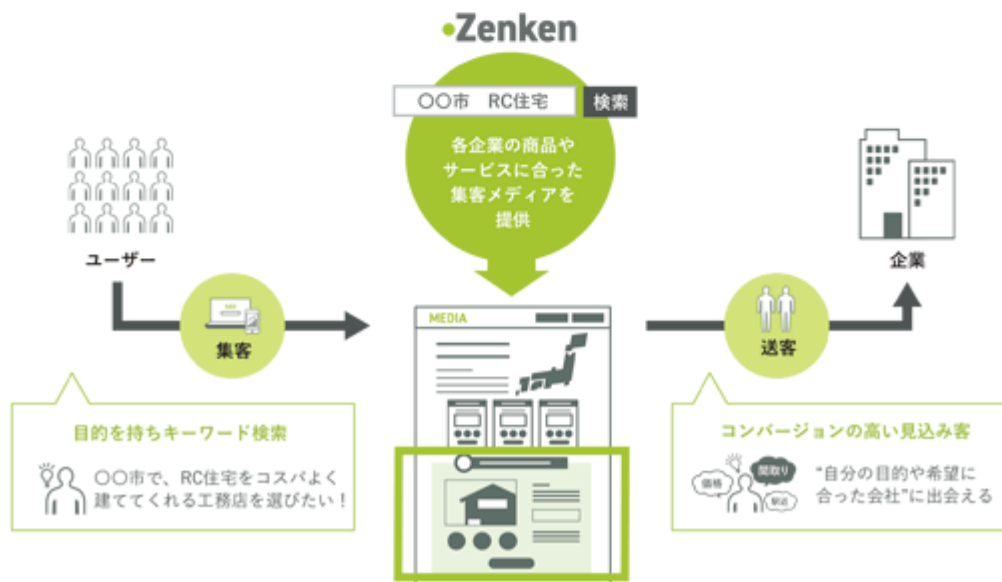 Zenken
〇〇市 RC住宅
検索
各企業の商品や
サービスに合った
集客メディアを
提供
ユーザー
企業
集客
MEDIA
送客
目的を持ちキーワード検索
〇〇市で、RC住宅をコスパよく
建ててくれる工務店を選びたい！
コンバージョンの高い見込み客
価格
間取り
駅近
“自分の目的や希望に
合った会社”に出会える